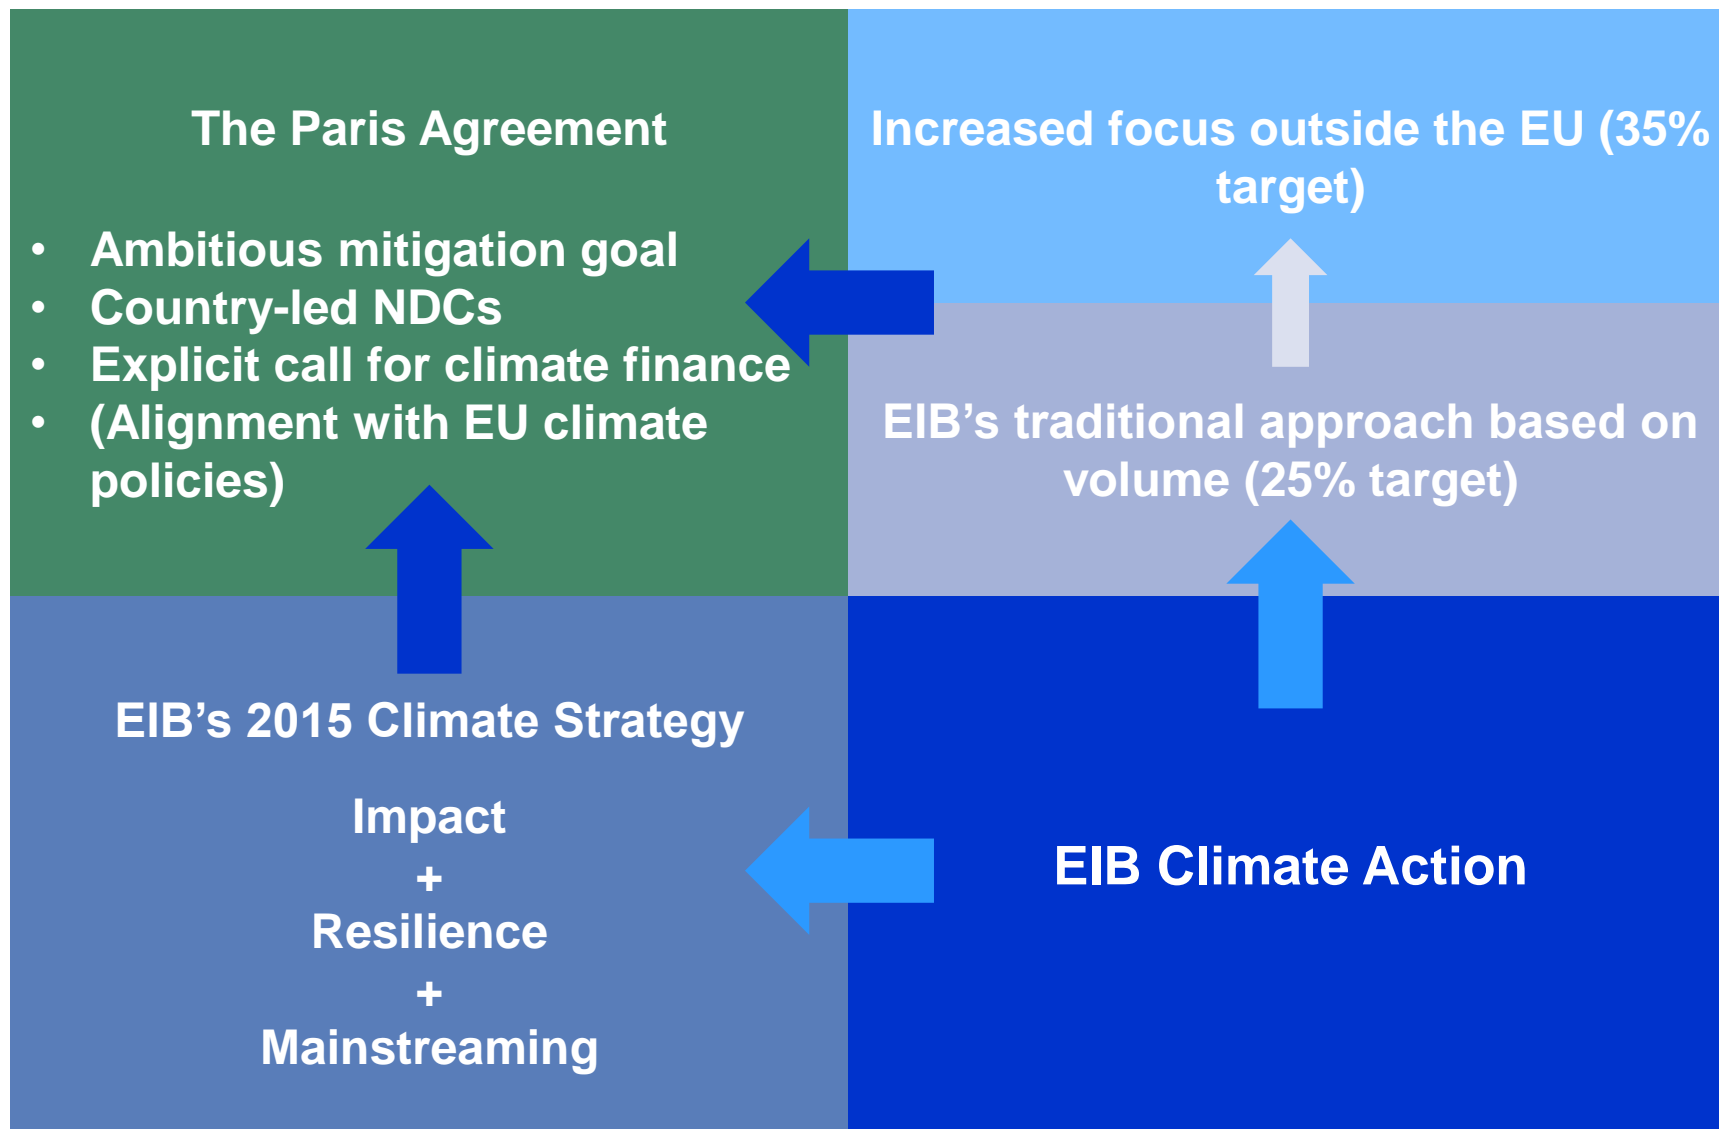 The Paris Agreement
• Ambitious mitigation goal
• Country-led NDCs
• Explicit call for climate finance
• (Alignment with EU climate
policies)
Increased focus outside the EU (35%
target)
EIB’s traditional approach based on
volume (25% target)
EIB’s 2015 Climate Strategy
Impact
+
Resilience
+
Mainstreaming
EIB Climate Action